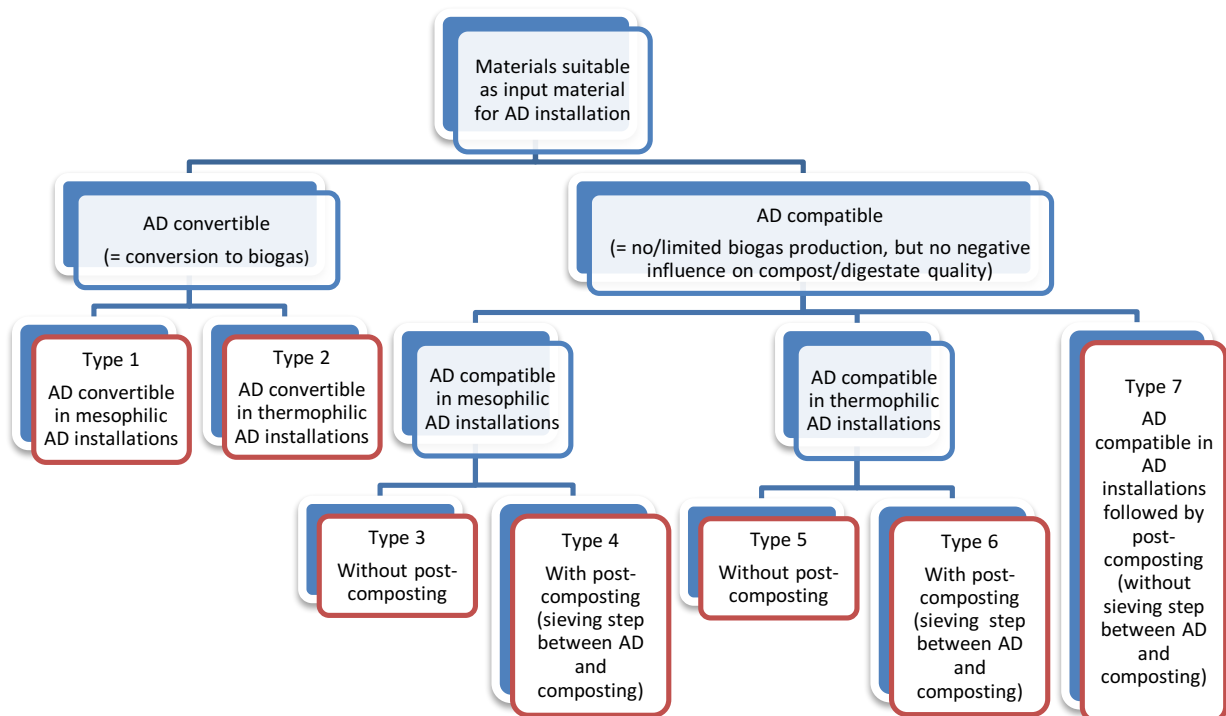 Materials suitable
as input material
for AD installation
AD convertible
(= conversion to biogas)
AD compatible
(= no/limited biogas production, but no negative
influence on compost/digestate quality)
Type 1
AD convertible
in mesophilic
AD installations
Type 2
AD convertible
in thermophilic
AD installations
AD compatible
in mesophilic
AD installations
AD compatible
in thermophilic
AD installations
Type 7
AD
compatible in
AD
installations
followed by
post-
composting
(without
sieving step
between AD
and
composting)
Type 3
Without post-
composting
Type 4
With post-
composting
(sieving step
between AD
and
composting)
Type 5
Without post-
composting
Type 6
With post-
composting
(sieving step
between AD
and
composting)